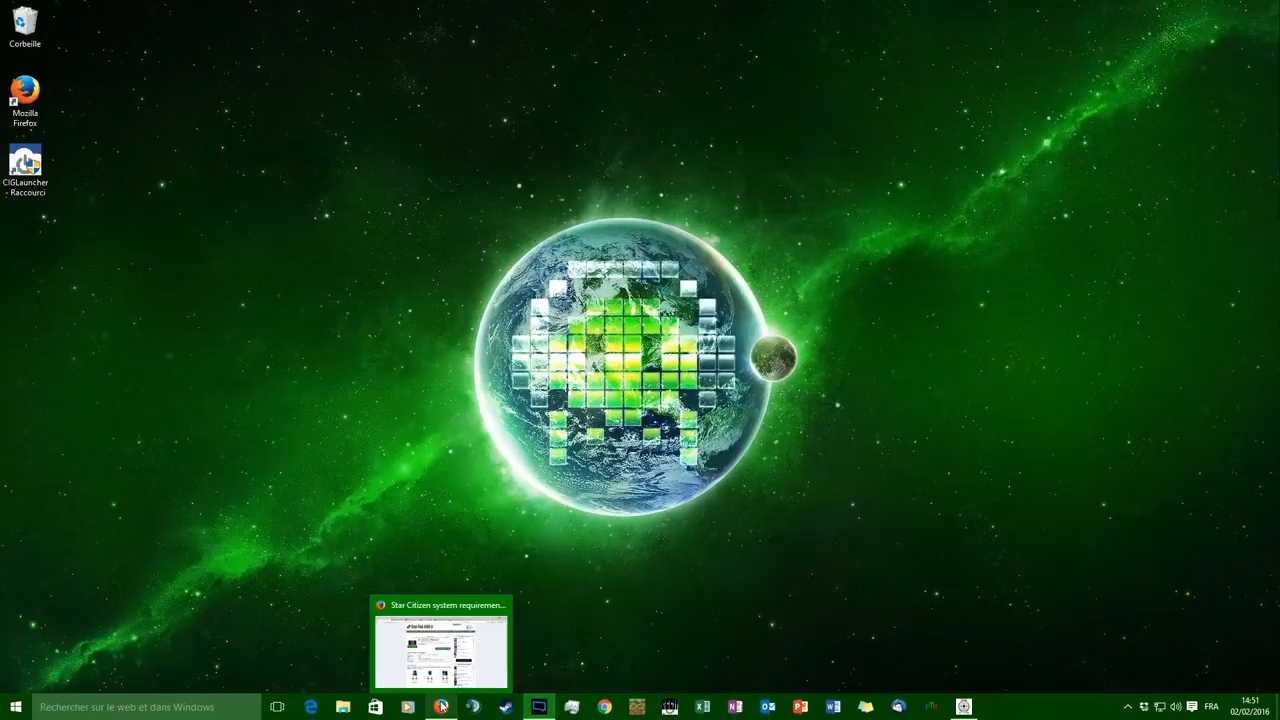 Corbeille
Mozilla
Firefox
CIGLauncher
- Raccourci
Star Citizen system requiremen...
Rechercher sur le web et dans Windows
FRA
14:51
02/02/2016